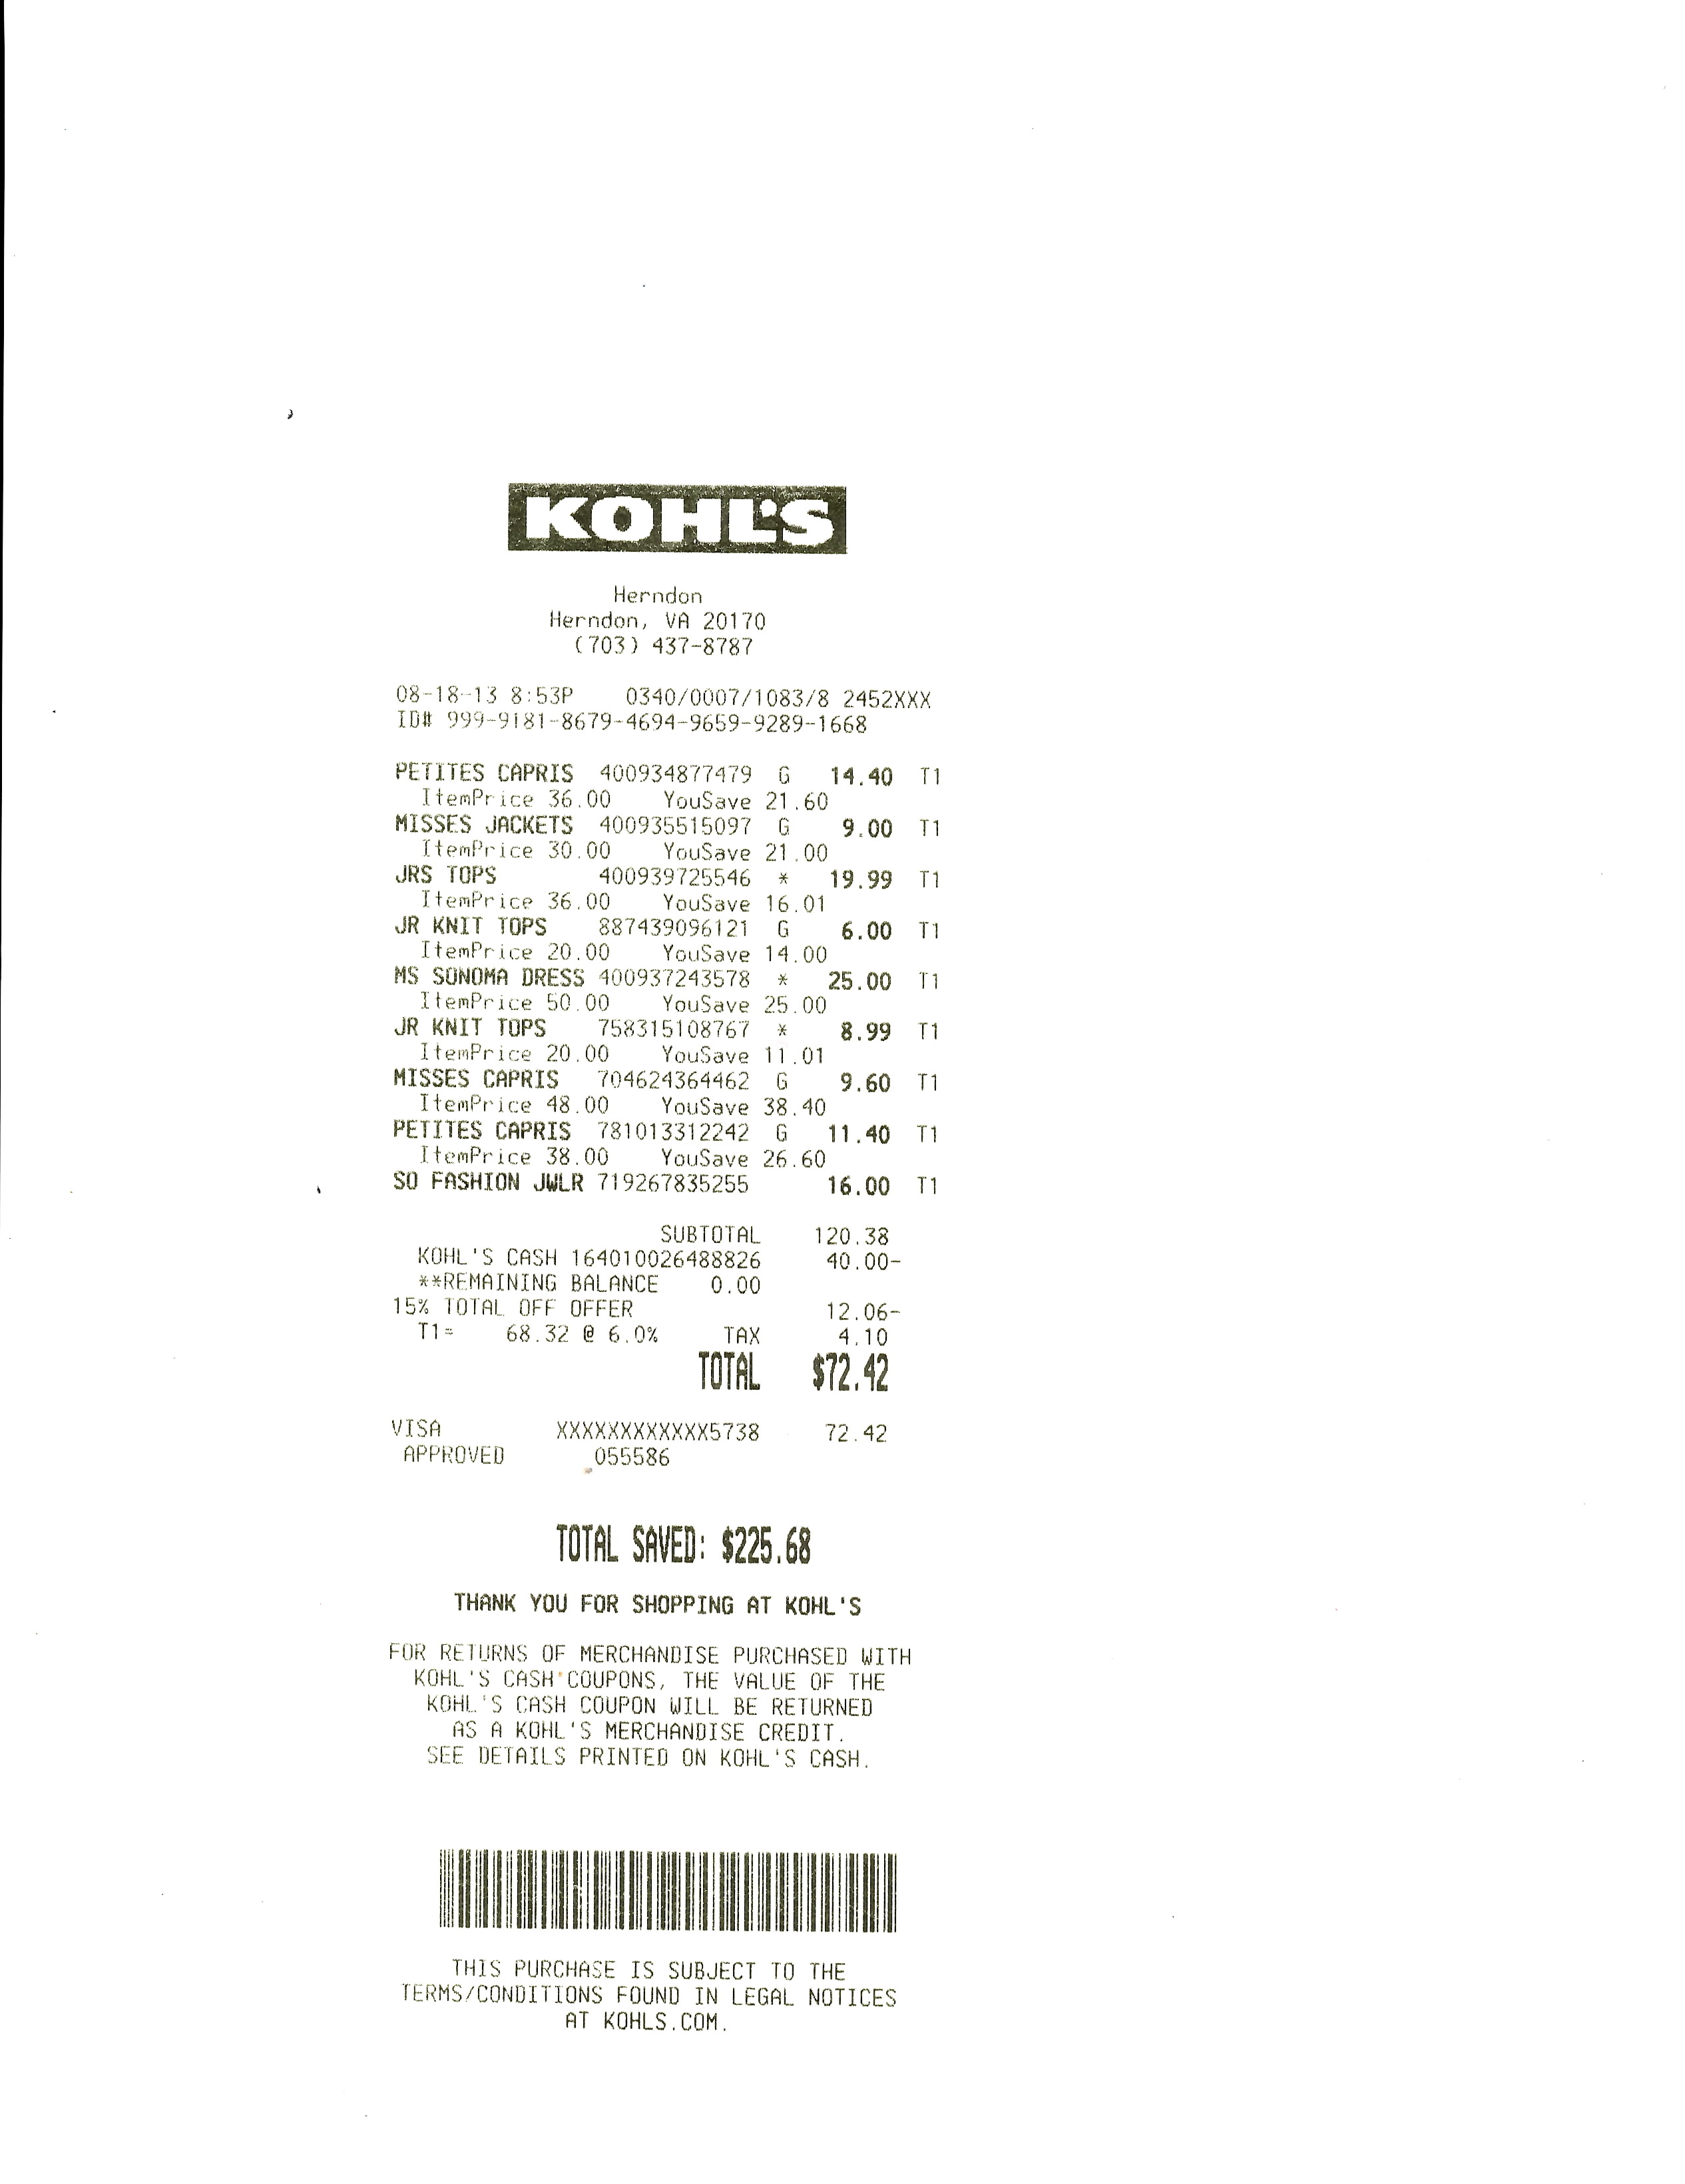 KOHL'S
Herndon
Herndon, VA 20170
(703) 437-8787
08-18-13 8:53P 0340/0007/1083/8 2452XXX
ID# 999-9181-8679-4694-9659-9289-1668
PETITES CAPRIS 400934877479 G 14.40 T1
ItemPrice 36.00 YouSave 21.60
MISSES JACKETS 400935515097 G 9.00 T1
ItemPrice 30.00 YouSave 21.00
JRS TOPS 400939725546 * 19.99 T1
ItemPrice 36.00 YouSave 16.01
JR KNIT TOPS 887439096121 G 6.00 T1
ItemPrice 20.00 YouSave 14.00
MS SONOMA DRESS 400937243578 * 25.00 T1
ItemPrice 50.00 YouSave 25.00
JR KNIT TOPS 758315108767 * 8.99 T1
ItemPrice 20.00 YouSave 11.01
MISSES CAPRIS 704624364462 G 9.60 T1
ItemPrice 48.00 YouSave 38.40
PETITES CAPRIS 781013312242 G 11.40 T1
ItemPrice 38.00 YouSave 26.60
SO FASHION JWLR 719267835255 16.00 T1
SUBTOTAL 120.38
KOHL'S CASH 164010026488826 40.00-
**REMAINING BALANCE 0.00
15% TOTAL OFF OFFER 12.06-
T1= 68.32 @ 6.0% TAX 4.10
TOTAL $72.42
VISA XXXXXXXXXXXX5738 72.42
APPROVED 055586
TOTAL SAVED: $225.68
THANK YOU FOR SHOPPING AT KOHL'S
FOR RETURNS OF MERCHANDISE PURCHASED WITH
KOHL'S CASH COUPONS, THE VALUE OF THE
KOHL'S CASH COUPON WILL BE RETURNED
AS A KOHL'S MERCHANDISE CREDIT.
SEE DETAILS PRINTED ON KOHL'S CASH.
THIS PURCHASE IS SUBJECT TO THE
TERMS/CONDITIONS FOUND IN LEGAL NOTICES
AT KOHLS.COM.